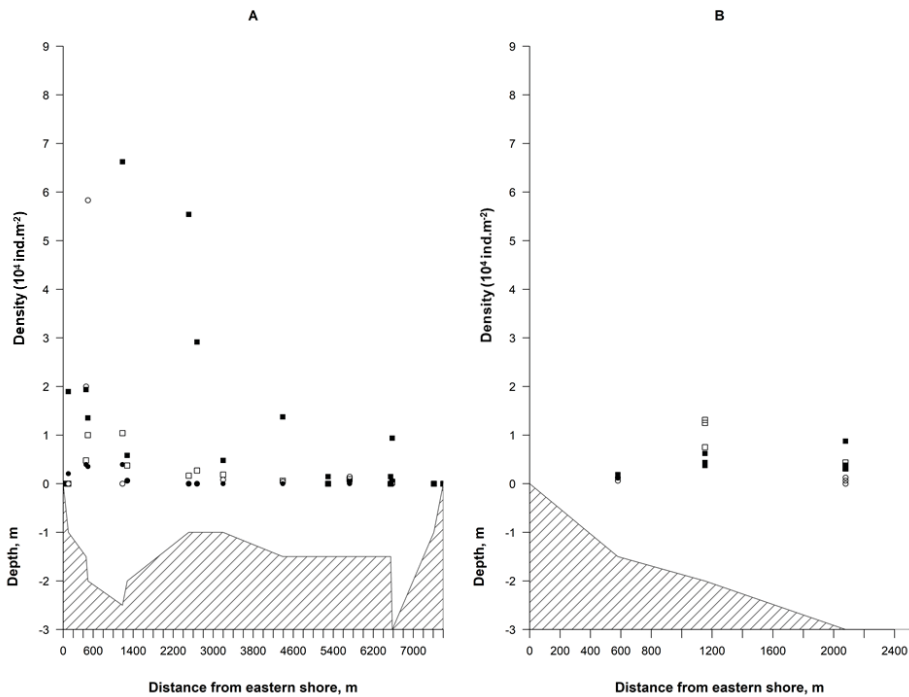 A
B
9
8
7
6
5
4
3
2
1
0
-1
-2
-3
Density (10⁴ ind.m⁻²)
Depth, m
0 600 1400 2200 3000 3800 4600 5400 6200 7000
Distance from eastern shore, m
9
8
7
6
5
4
3
2
1
0
-1
-2
-3
Density (10⁴ ind.m⁻²)
Depth, m
0 200 400 600 800 1200 1600 2000 2400
Distance from eastern shore, m